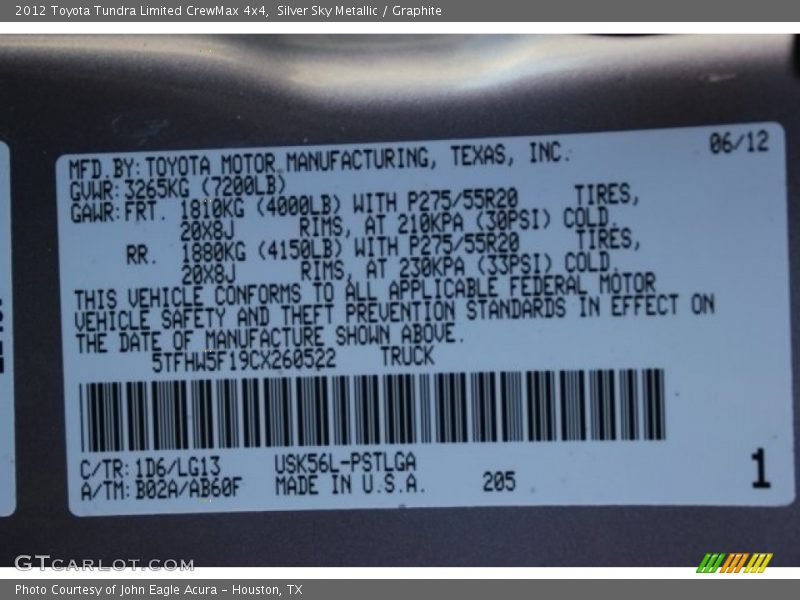 2012 Toyota Tundra Limited CrewMax 4x4, Silver Sky Metallic / Graphite
06/12
MFD.BY:TOYOTA MOTOR MANUFACTURING, TEXAS, INC.
GVWR:3265KG (7200LB)
GAWR:FRT. 1810KG (4000LB) WITH P275/55R20 TIRES,
20X8J RIMS, AT 210KPA (30PSI) COLD.
RR. 1880KG (4150LB) WITH P275/55R20 TIRES,
20X8J RIMS, AT 230KPA (33PSI) COLD.
THIS VEHICLE CONFORMS TO ALL APPLICABLE FEDERAL MOTOR
VEHICLE SAFETY AND THEFT PREVENTION STANDARDS IN EFFECT ON
THE DATE OF MANUFACTURE SHOWN ABOVE.
5TFHW5F19CX260522 TRUCK
C/TR:1D6/LG13 USK56L-PSTLGA
A/TM:B02A/AB60F MADE IN U.S.A. 205
1
GTCARLOT.COM
Photo Courtesy of John Eagle Acura - Houston, TX